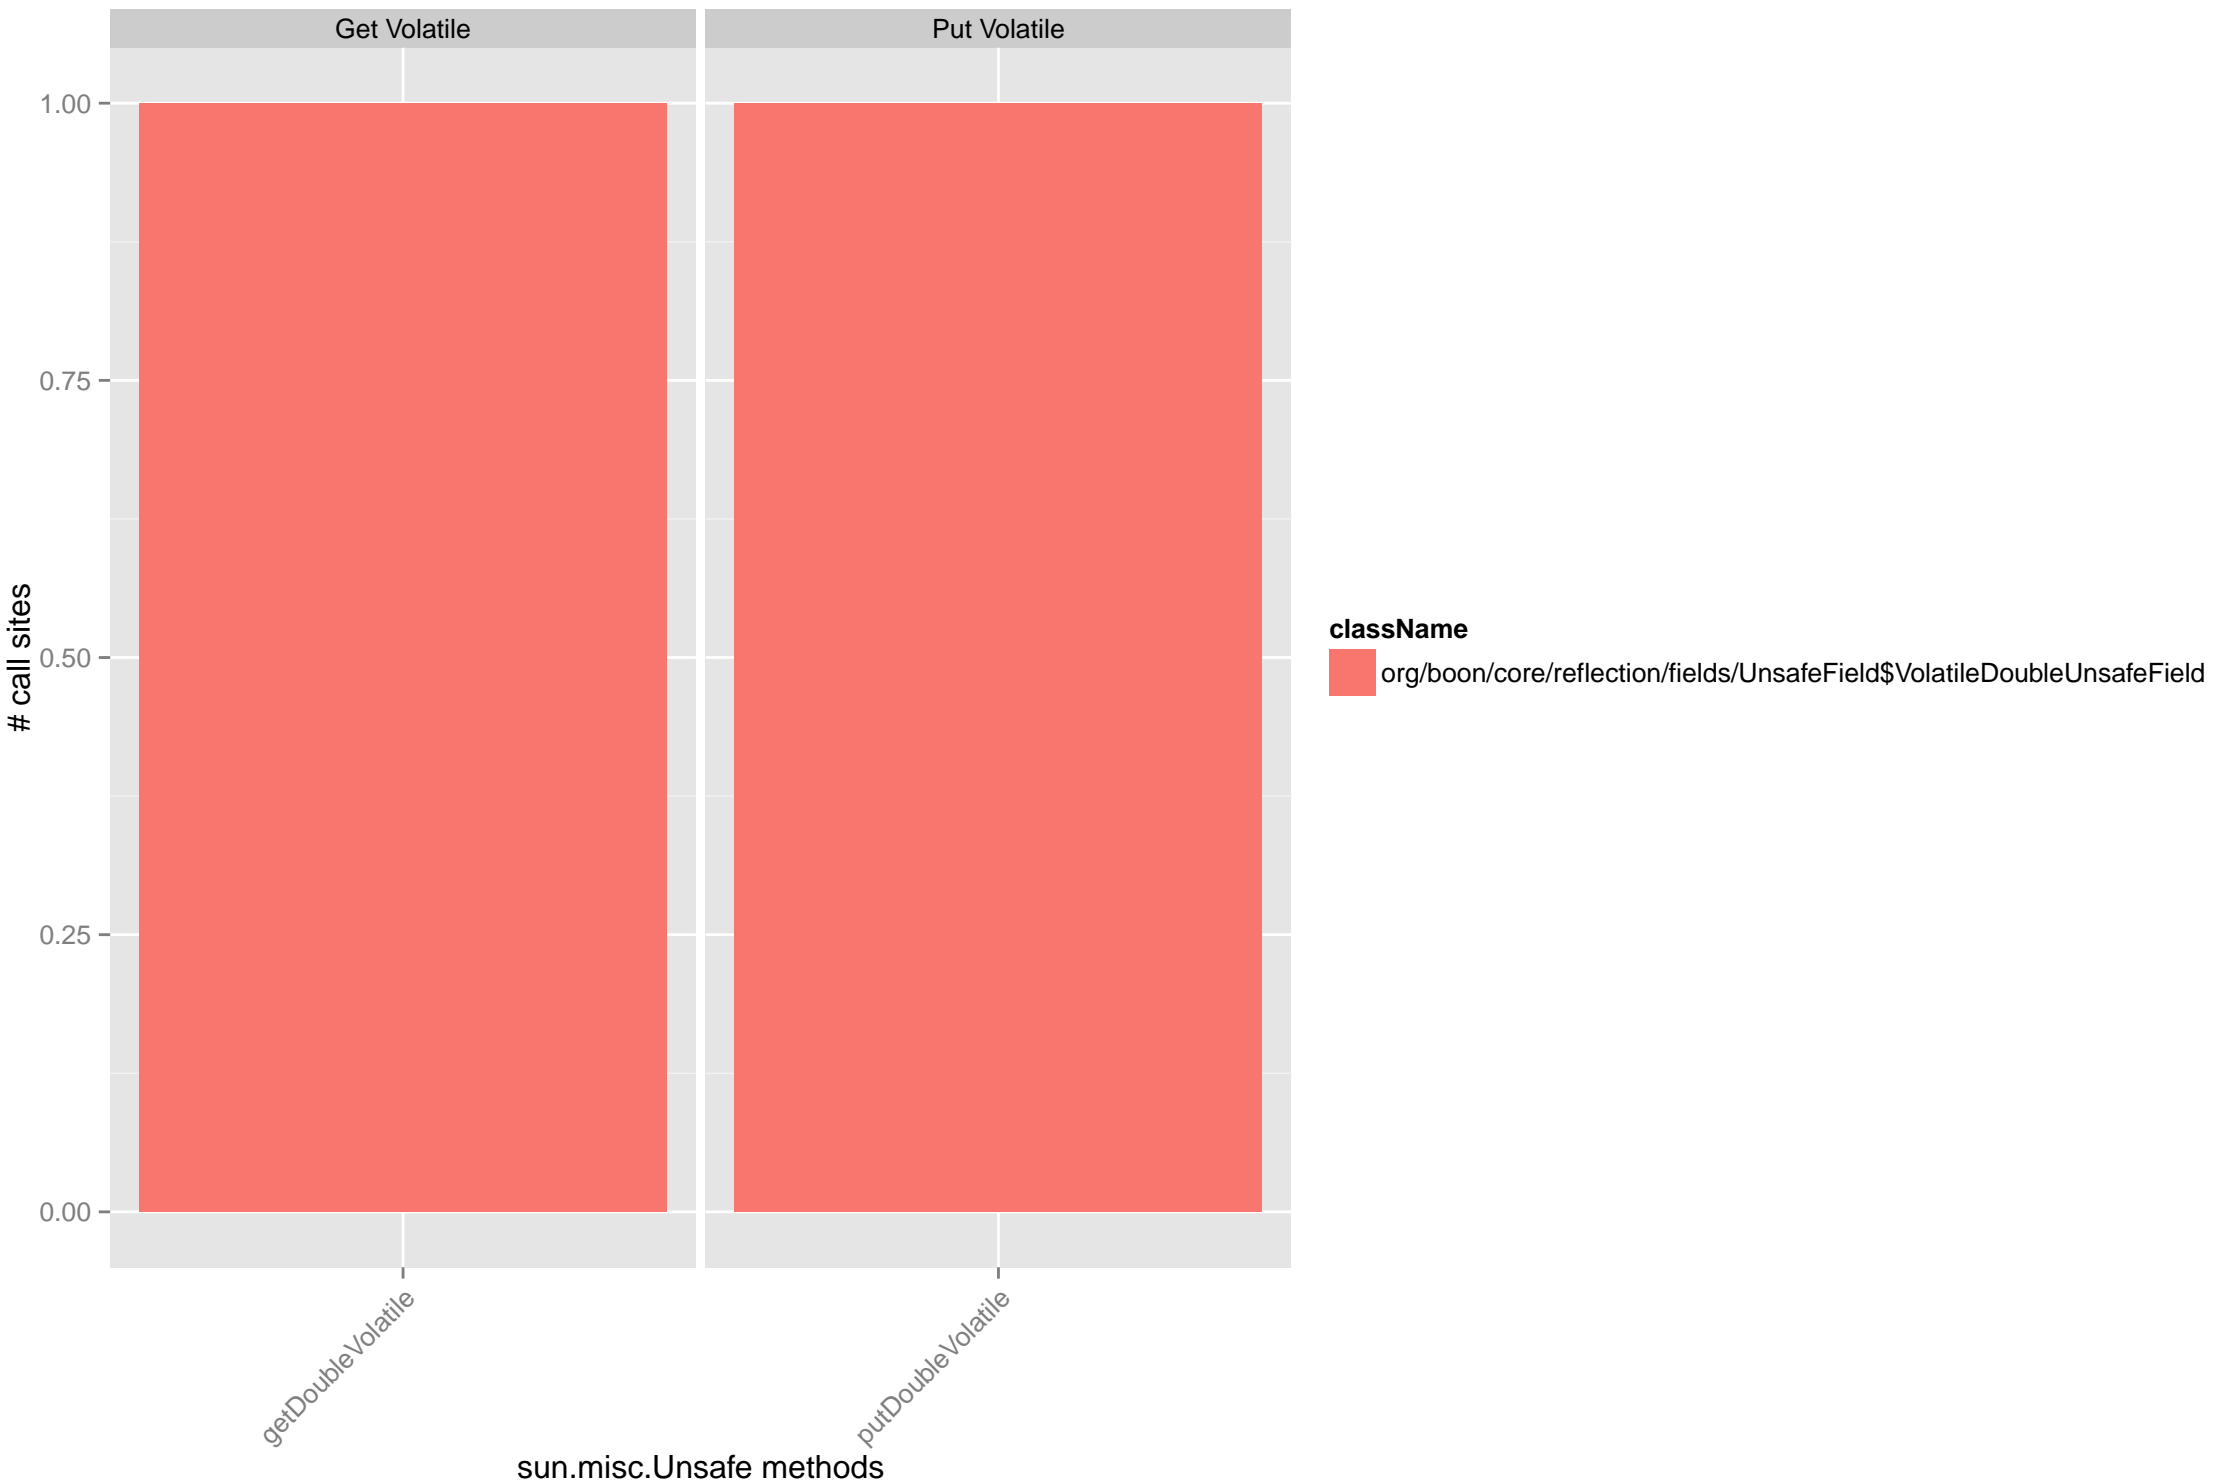 Get Volatile
Put Volatile
1.00
0.75
0.50
0.25
0.00
# call sites
getDoubleVolatile
putDoubleVolatile
sun.misc.Unsafe methods
className
org/boon/core/reflection/fields/UnsafeField$VolatileDoubleUnsafeField